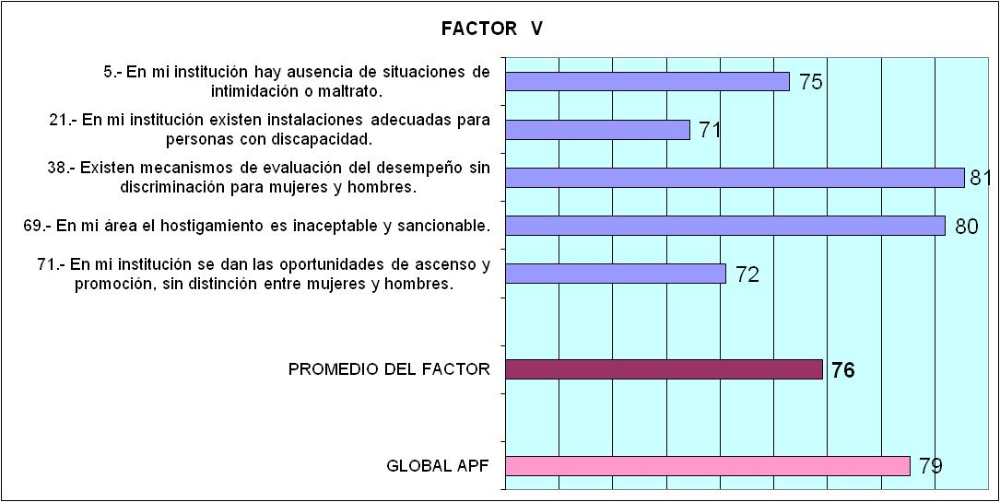 FACTOR V
5.- En mi institución hay ausencia de situaciones de
intimidación o maltrato.
75
21.- En mi institución existen instalaciones adecuadas para
personas con discapacidad.
71
38.- Existen mecanismos de evaluación del desempeño sin
discriminación para mujeres y hombres.
81
69.- En mi área el hostigamiento es inaceptable y sancionable.
80
71.- En mi institución se dan las oportunidades de ascenso y
promoción, sin distinción entre mujeres y hombres.
72
PROMEDIO DEL FACTOR
76
GLOBAL APF
79